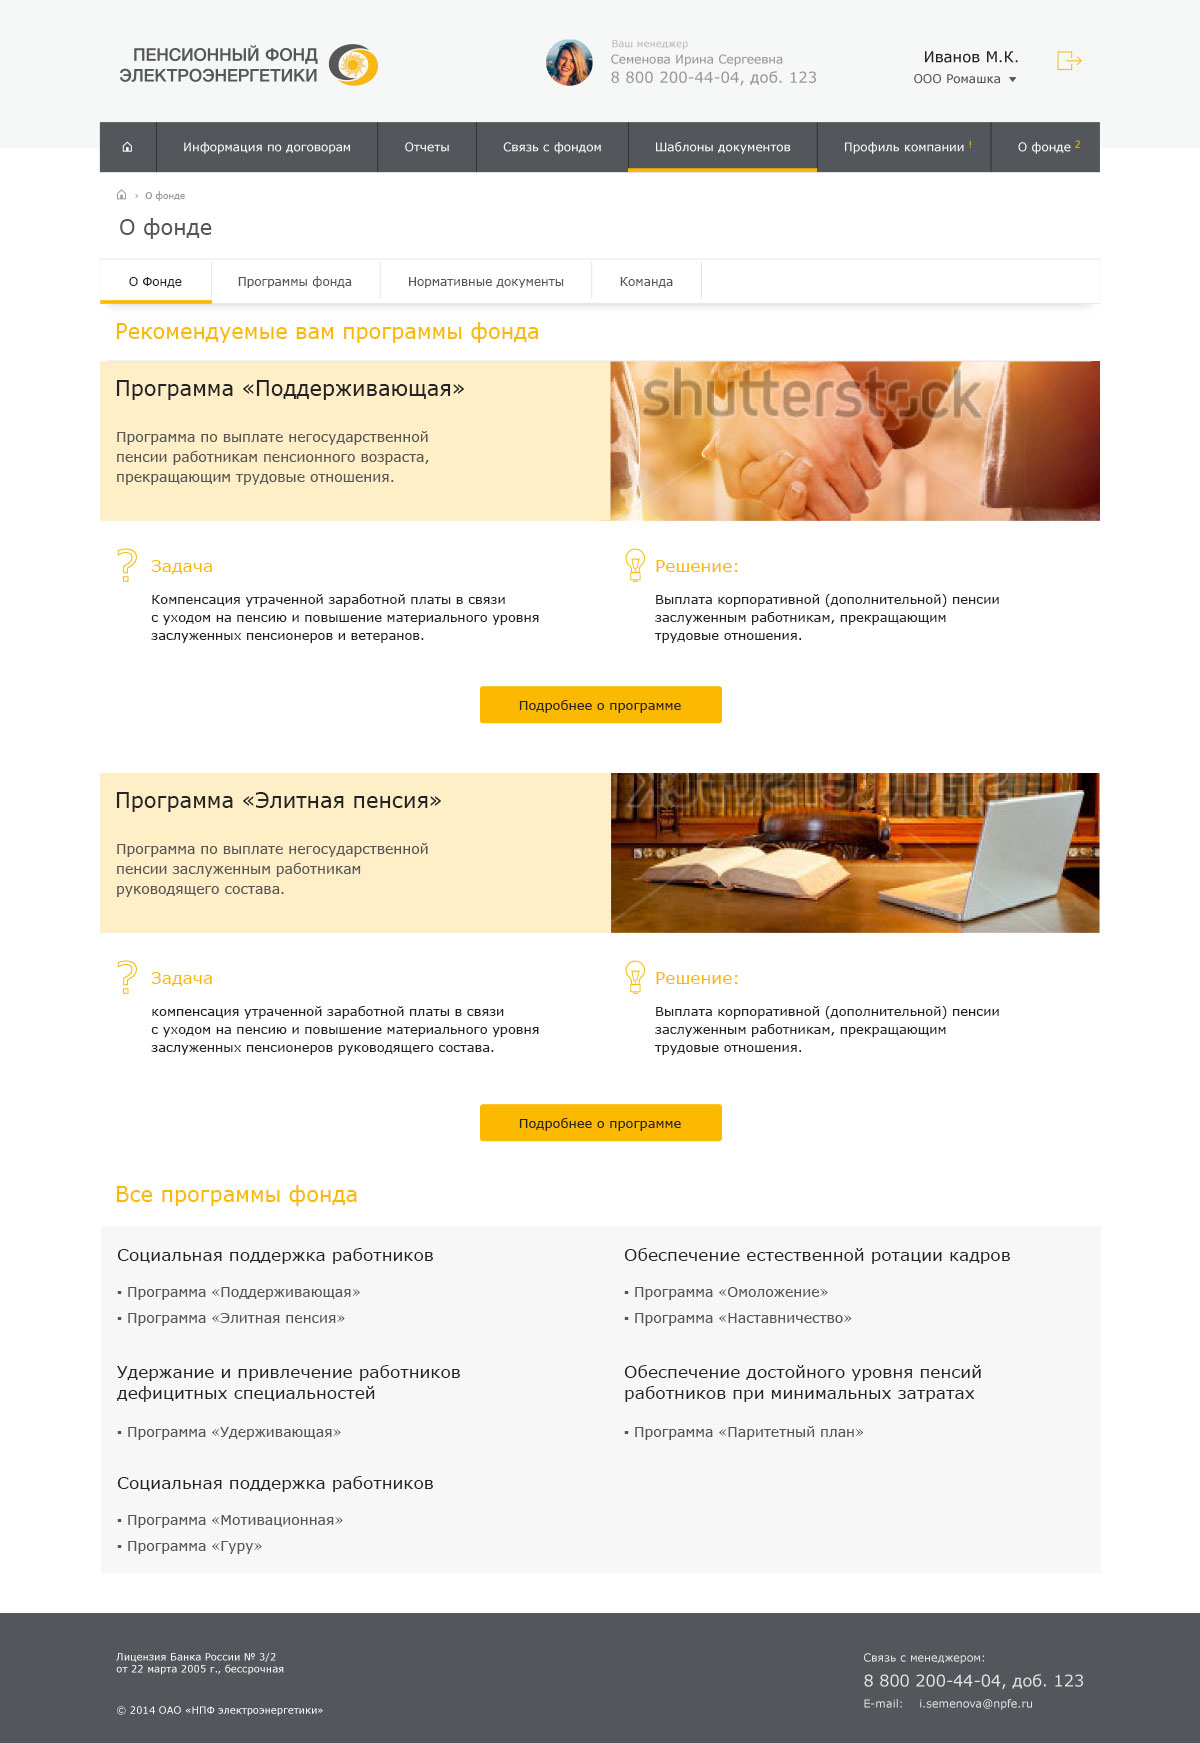 ПЕНСИОННЫЙ ФОНД
ЭЛЕКТРОЭНЕРГЕТИКИ
Ваш менеджер
Семенова Ирина Сергеевна
8 800 200-44-04, доб. 123
Иванов М.К.
ООО Ромашка
Информация по договорам
Отчеты
Связь с фондом
Шаблоны документов
Профиль компании !
О фонде 2
› О фонде
О фонде
О Фонде
Программы фонда
Нормативные документы
Команда
Рекомендуемые вам программы фонда
Программа «Поддерживающая»
Программа по выплате негосударственной
пенсии работникам пенсионного возраста,
прекращающим трудовые отношения.
shutterstock
Задача
Компенсация утраченной заработной платы в связи
с уходом на пенсию и повышение материального уровня
заслуженных пенсионеров и ветеранов.
Решение:
Выплата корпоративной (дополнительной) пенсии
заслуженным работникам, прекращающим
трудовые отношения.
Подробнее о программе
Программа «Элитная пенсия»
Программа по выплате негосударственной
пенсии заслуженным работникам
руководящего состава.
Задача
компенсация утраченной заработной платы в связи
с уходом на пенсию и повышение материального уровня
заслуженных пенсионеров руководящего состава.
Решение:
Выплата корпоративной (дополнительной) пенсии
заслуженным работникам, прекращающим
трудовые отношения.
Подробнее о программе
Все программы фонда
Социальная поддержка работников
▪ Программа «Поддерживающая»
▪ Программа «Элитная пенсия»
Обеспечение естественной ротации кадров
▪ Программа «Омоложение»
▪ Программа «Наставничество»
Удержание и привлечение работников
дефицитных специальностей
▪ Программа «Удерживающая»
Обеспечение достойного уровня пенсий
работников при минимальных затратах
▪ Программа «Паритетный план»
Социальная поддержка работников
▪ Программа «Мотивационная»
▪ Программа «Гуру»
Лицензия Банка России № 3/2
от 22 марта 2005 г., бессрочная
© 2014 ОАО «НПФ электроэнергетики»
Связь с менеджером:
8 800 200-44-04, доб. 123
E-mail: i.semenova@npfe.ru